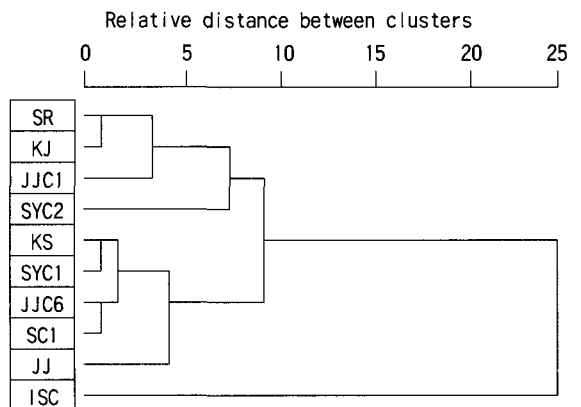 Relative distance between clusters
0 5 10 15 20 25
SR
KJ
JJC1
SYC2
KS
SYC1
JJC6
SC1
JJ
ISC